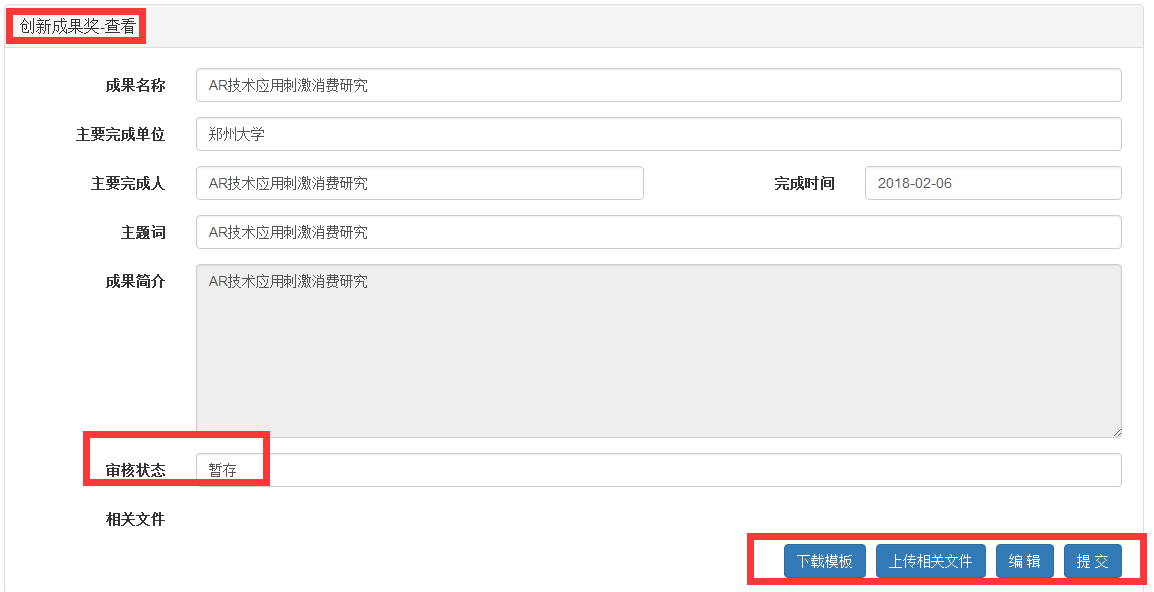 创新成果奖-查看
成果名称 AR技术应用刺激消费研究
主要完成单位 郑州大学
主要完成人 AR技术应用刺激消费研究 完成时间 2018-02-06
主题词 AR技术应用刺激消费研究
成果简介 AR技术应用刺激消费研究
审核状态 暂存
相关文件
下载模板 上传相关文件 编 辑 提 交